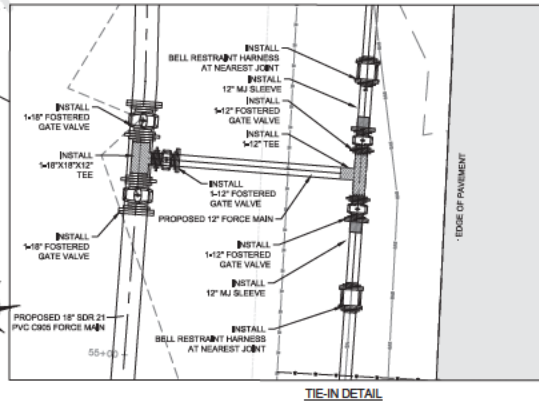 INSTALL
BELL RESTRAINT HARNESS
AT NEAREST JOINT
INSTALL
12" MJ SLEEVE
INSTALL
1-12" FOSTERED
GATE VALVE
INSTALL
1-12" TEE
INSTALL
1-18" FOSTERED
GATE VALVE
INSTALL
1-18"X18"X12"
TEE
INSTALL
1-12" FOSTERED
GATE VALVE
PROPOSED 12" FORCE MAIN
EDGE OF PAVEMENT
INSTALL
1-18" FOSTERED
GATE VALVE
INSTALL
1-12" FOSTERED
GATE VALVE
INSTALL
12" MJ SLEEVE
PROPOSED 18" SDR 21
PVC C905 FORCE MAIN
INSTALL
BELL RESTRAINT HARNESS
AT NEAREST JOINT
55+00
TIE-IN DETAIL